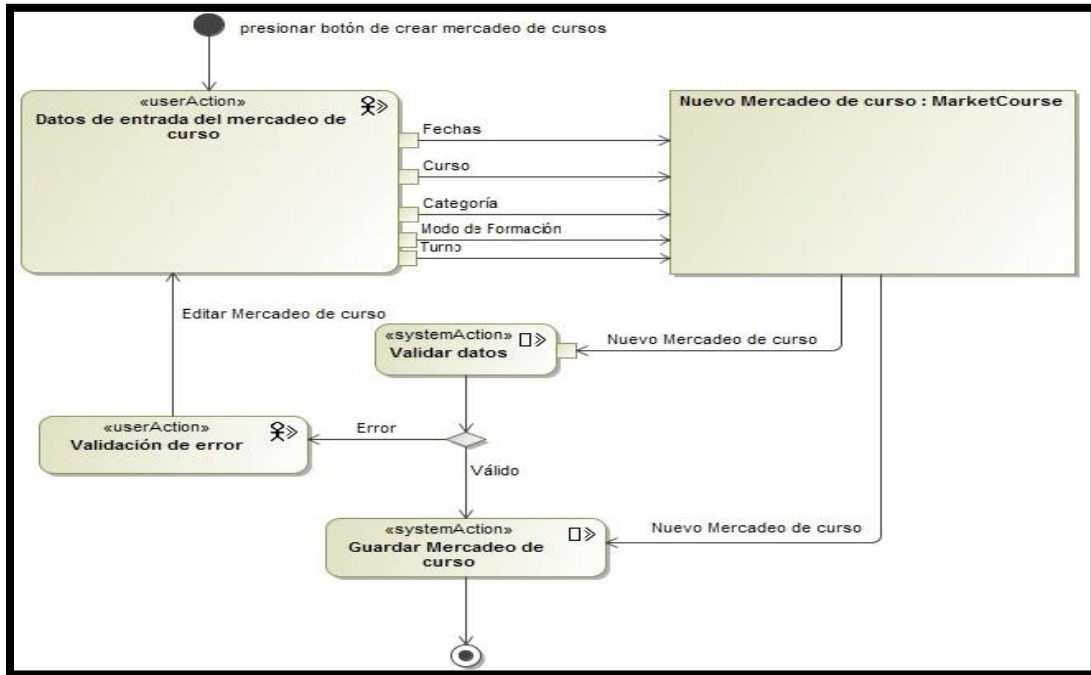 presionar botón de crear mercadeo de cursos
«userAction»
Datos de entrada del mercadeo de
curso
Nuevo Mercadeo de curso : MarketCourse
Fechas
Curso
Categoría
Modo de Formación
Turno
Editar Mercadeo de curso
«systemAction»
Validar datos
Nuevo Mercadeo de curso
«userAction»
Validación de error
Error
Válido
«systemAction»
Guardar Mercadeo de
curso
Nuevo Mercadeo de curso